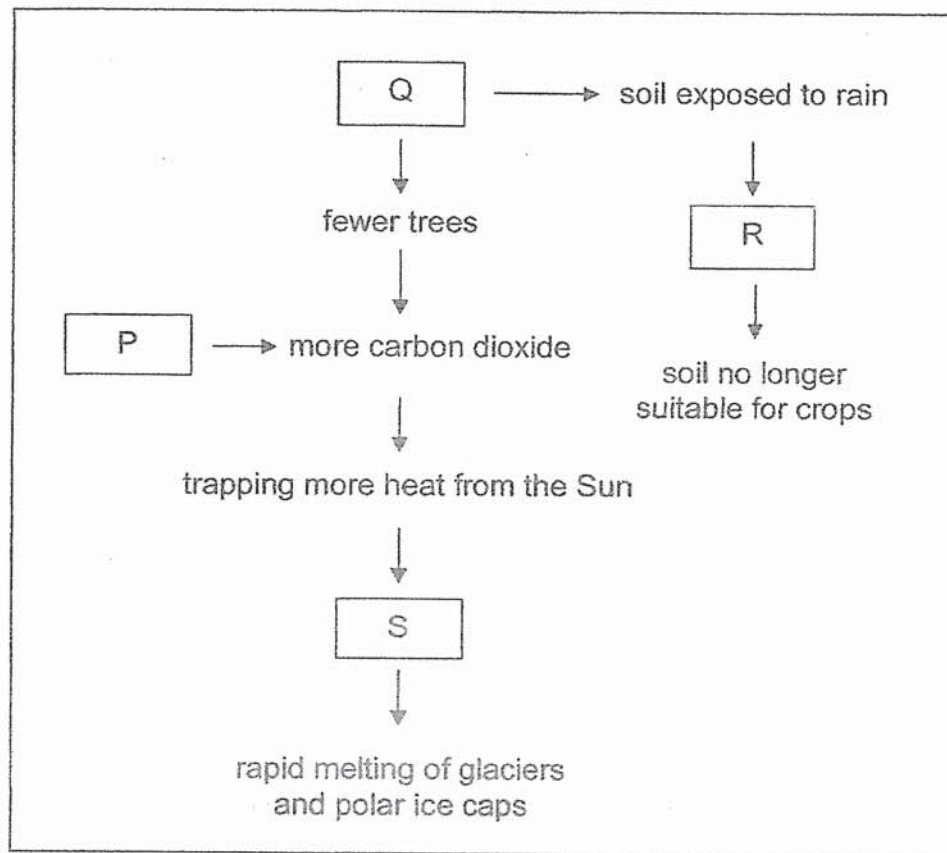 Q
soil exposed to rain
fewer trees
R
P
more carbon dioxide
soil no longer
suitable for crops
trapping more heat from the Sun
S
rapid melting of glaciers
and polar ice caps